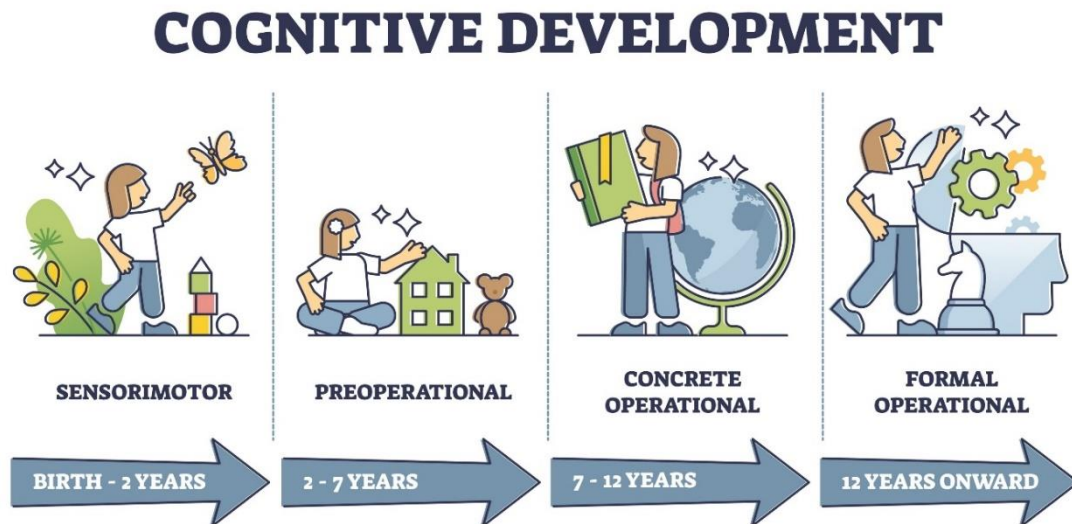 COGNITIVE DEVELOPMENT
SENSORIMOTOR
PREOPERATIONAL
CONCRETE
OPERATIONAL
FORMAL
OPERATIONAL
BIRTH - 2 YEARS
2 - 7 YEARS
7 - 12 YEARS
12 YEARS ONWARD